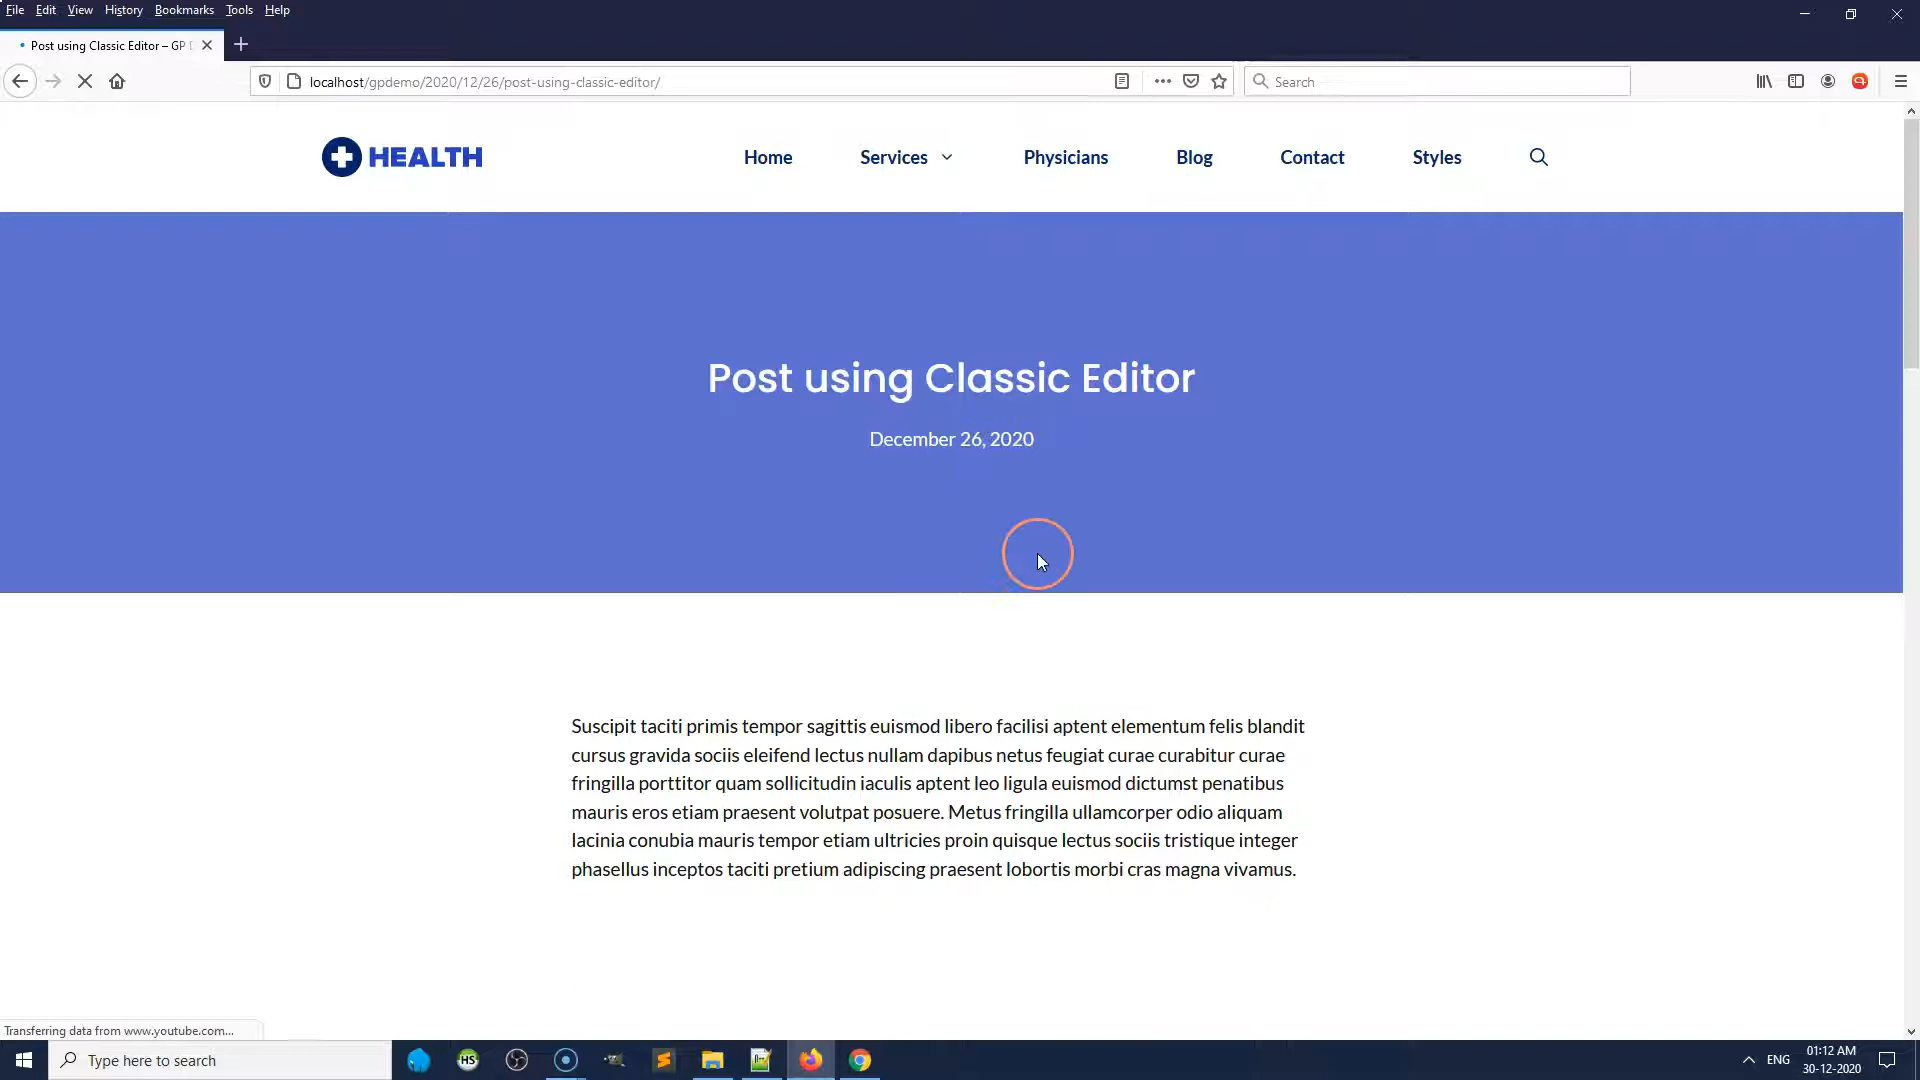 File Edit View History Bookmarks Tools Help
Post using Classic Editor – GP
localhost/gpdemo/2020/12/26/post-using-classic-editor/
Search
HEALTH
Home Services Physicians Blog Contact Styles
Post using Classic Editor
December 26, 2020
Suscipit taciti primis tempor sagittis euismod libero facilisi aptent elementum felis blandit
cursus gravida sociis eleifend lectus nullam dapibus netus feugiat curae curabitur curae
fringilla porttitor quam sollicitudin iaculis aptent leo ligula euismod dictumst penatibus
mauris eros etiam praesent volutpat posuere. Metus fringilla ullamcorper odio aliquam
lacinia conubia mauris tempor etiam ultricies proin quisque lectus sociis tristique integer
phasellus inceptos taciti pretium adipiscing praesent lobortis morbi cras magna vivamus.
Transferring data from www.youtube.com...
Type here to search
HS
ENG
01:12 AM
30-12-2020